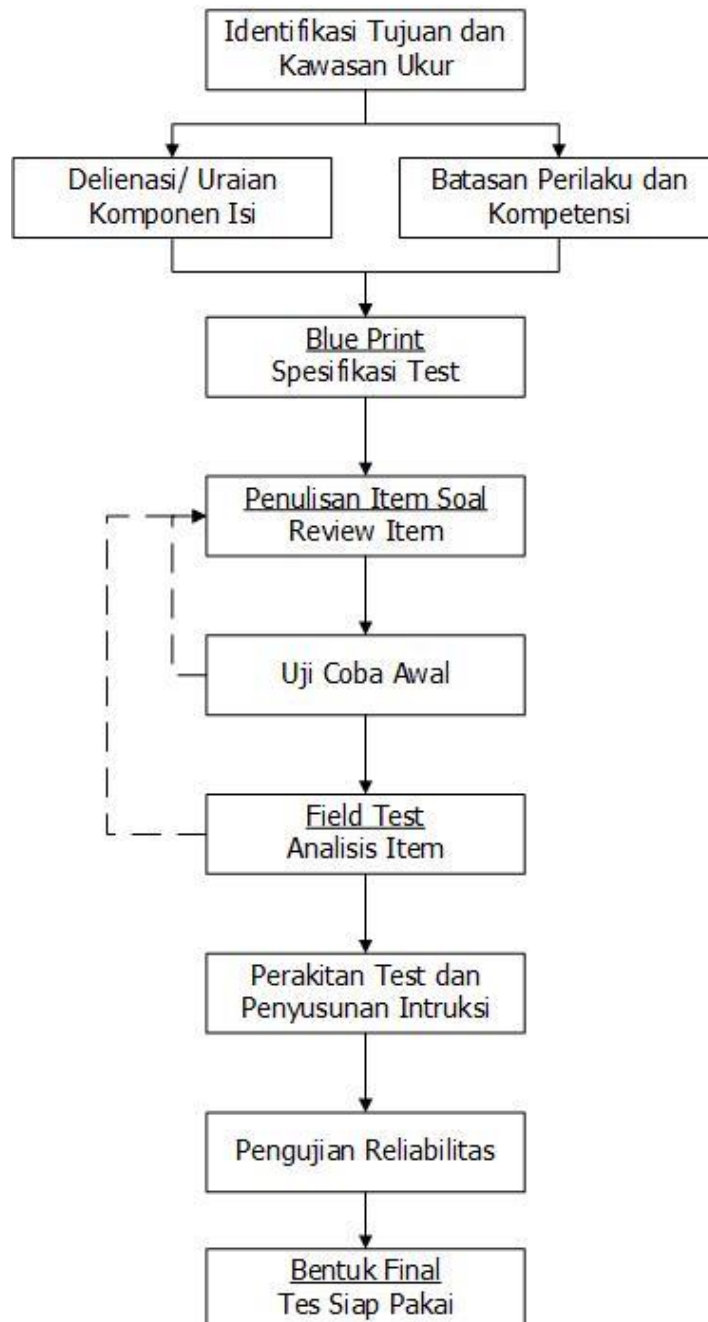 Identifikasi Tujuan dan
Kawasan Ukur
Delienasi/ Uraian
Komponen Isi
Batasan Perilaku dan
Kompetensi
Blue Print
Spesifikasi Test
Penulisan Item Soal
Review Item
Uji Coba Awal
Field Test
Analisis Item
Perakitan Test dan
Penyusunan Intruksi
Pengujian Reliabilitas
Bentuk Final
Tes Siap Pakai